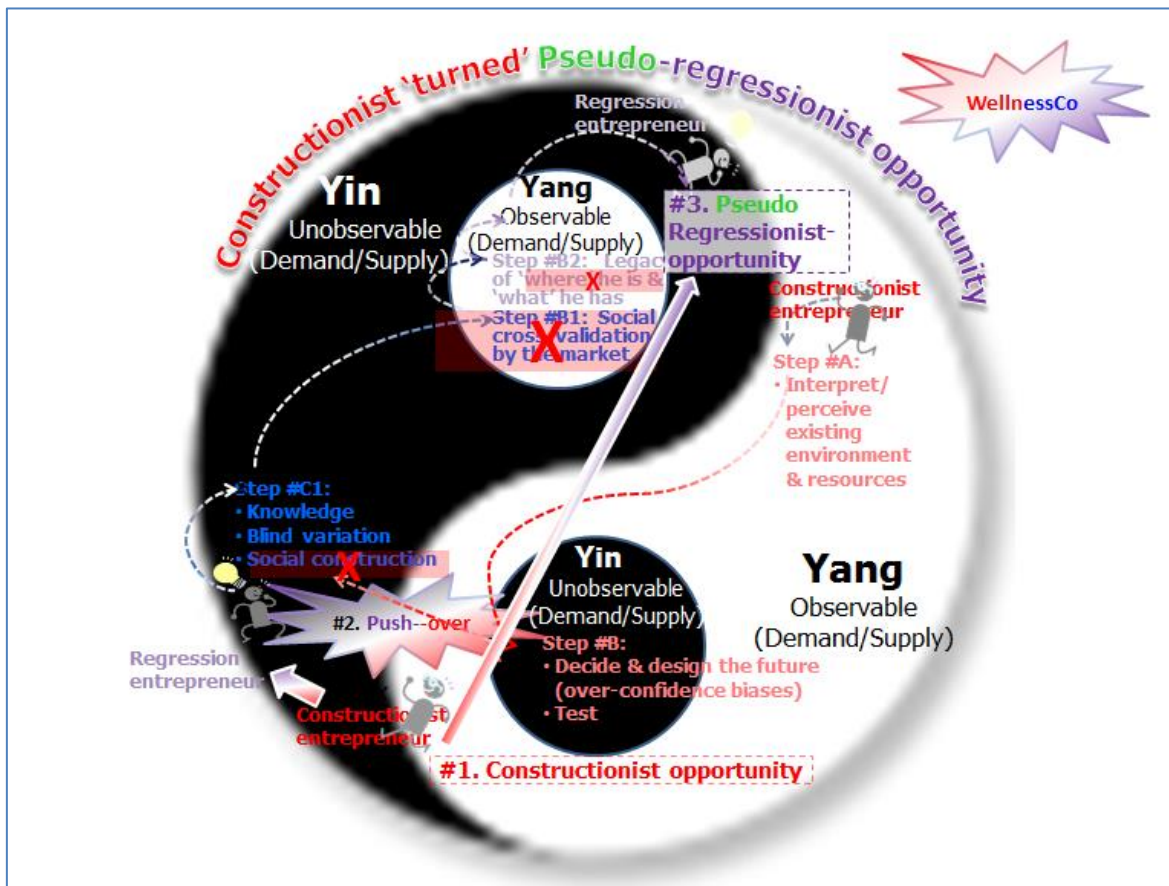 Constructionist ‘turned’ Pseudo-regressionist opportunity
WellnessCo
Regression
entrepreneur
Yin
Unobservable
(Demand/Supply)
Yang
Observable
(Demand/Supply)
Step #B2: Legac
of ‘where he is &
‘what’ he has
Step #B1: Social
cross-validation
by the market
#3. Pseudo
Regressionist-
opportunity
Constructionist
entrepreneur
Step #A:
• Interpret/
perceive
existing
environment
& resources
Step #C1:
• Knowledge
• Blind variation
• Social construction
#2. Push--over
Yin
Unobservable
(Demand/Supply)
Step #B:
• Decide & design the future
(over-confidence biases)
• Test
Yang
Observable
(Demand/Supply)
Regression
entrepreneur
Constructionist
entrepreneur
#1. Constructionist opportunity